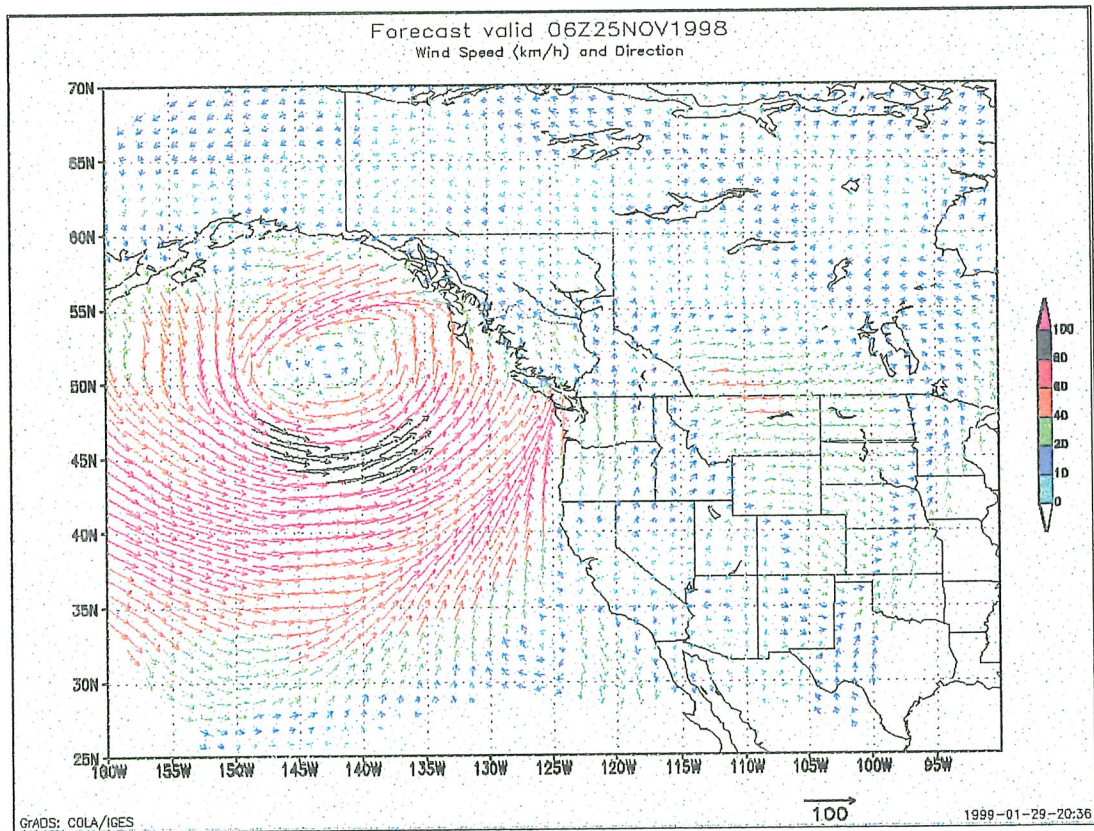 Forecast valid 06Z25NOV1998
Wind Speed (km/h) and Direction
70N
65N
60N
55N
50N
45N
40N
35N
30N
25N
160W 155W 150W 145W 140W 135W 130W 125W 120W 115W 110W 105W 100W 95W
100
80
60
40
20
10
0
100
GrADS: COLA/IGES
1999-01-29-20:36